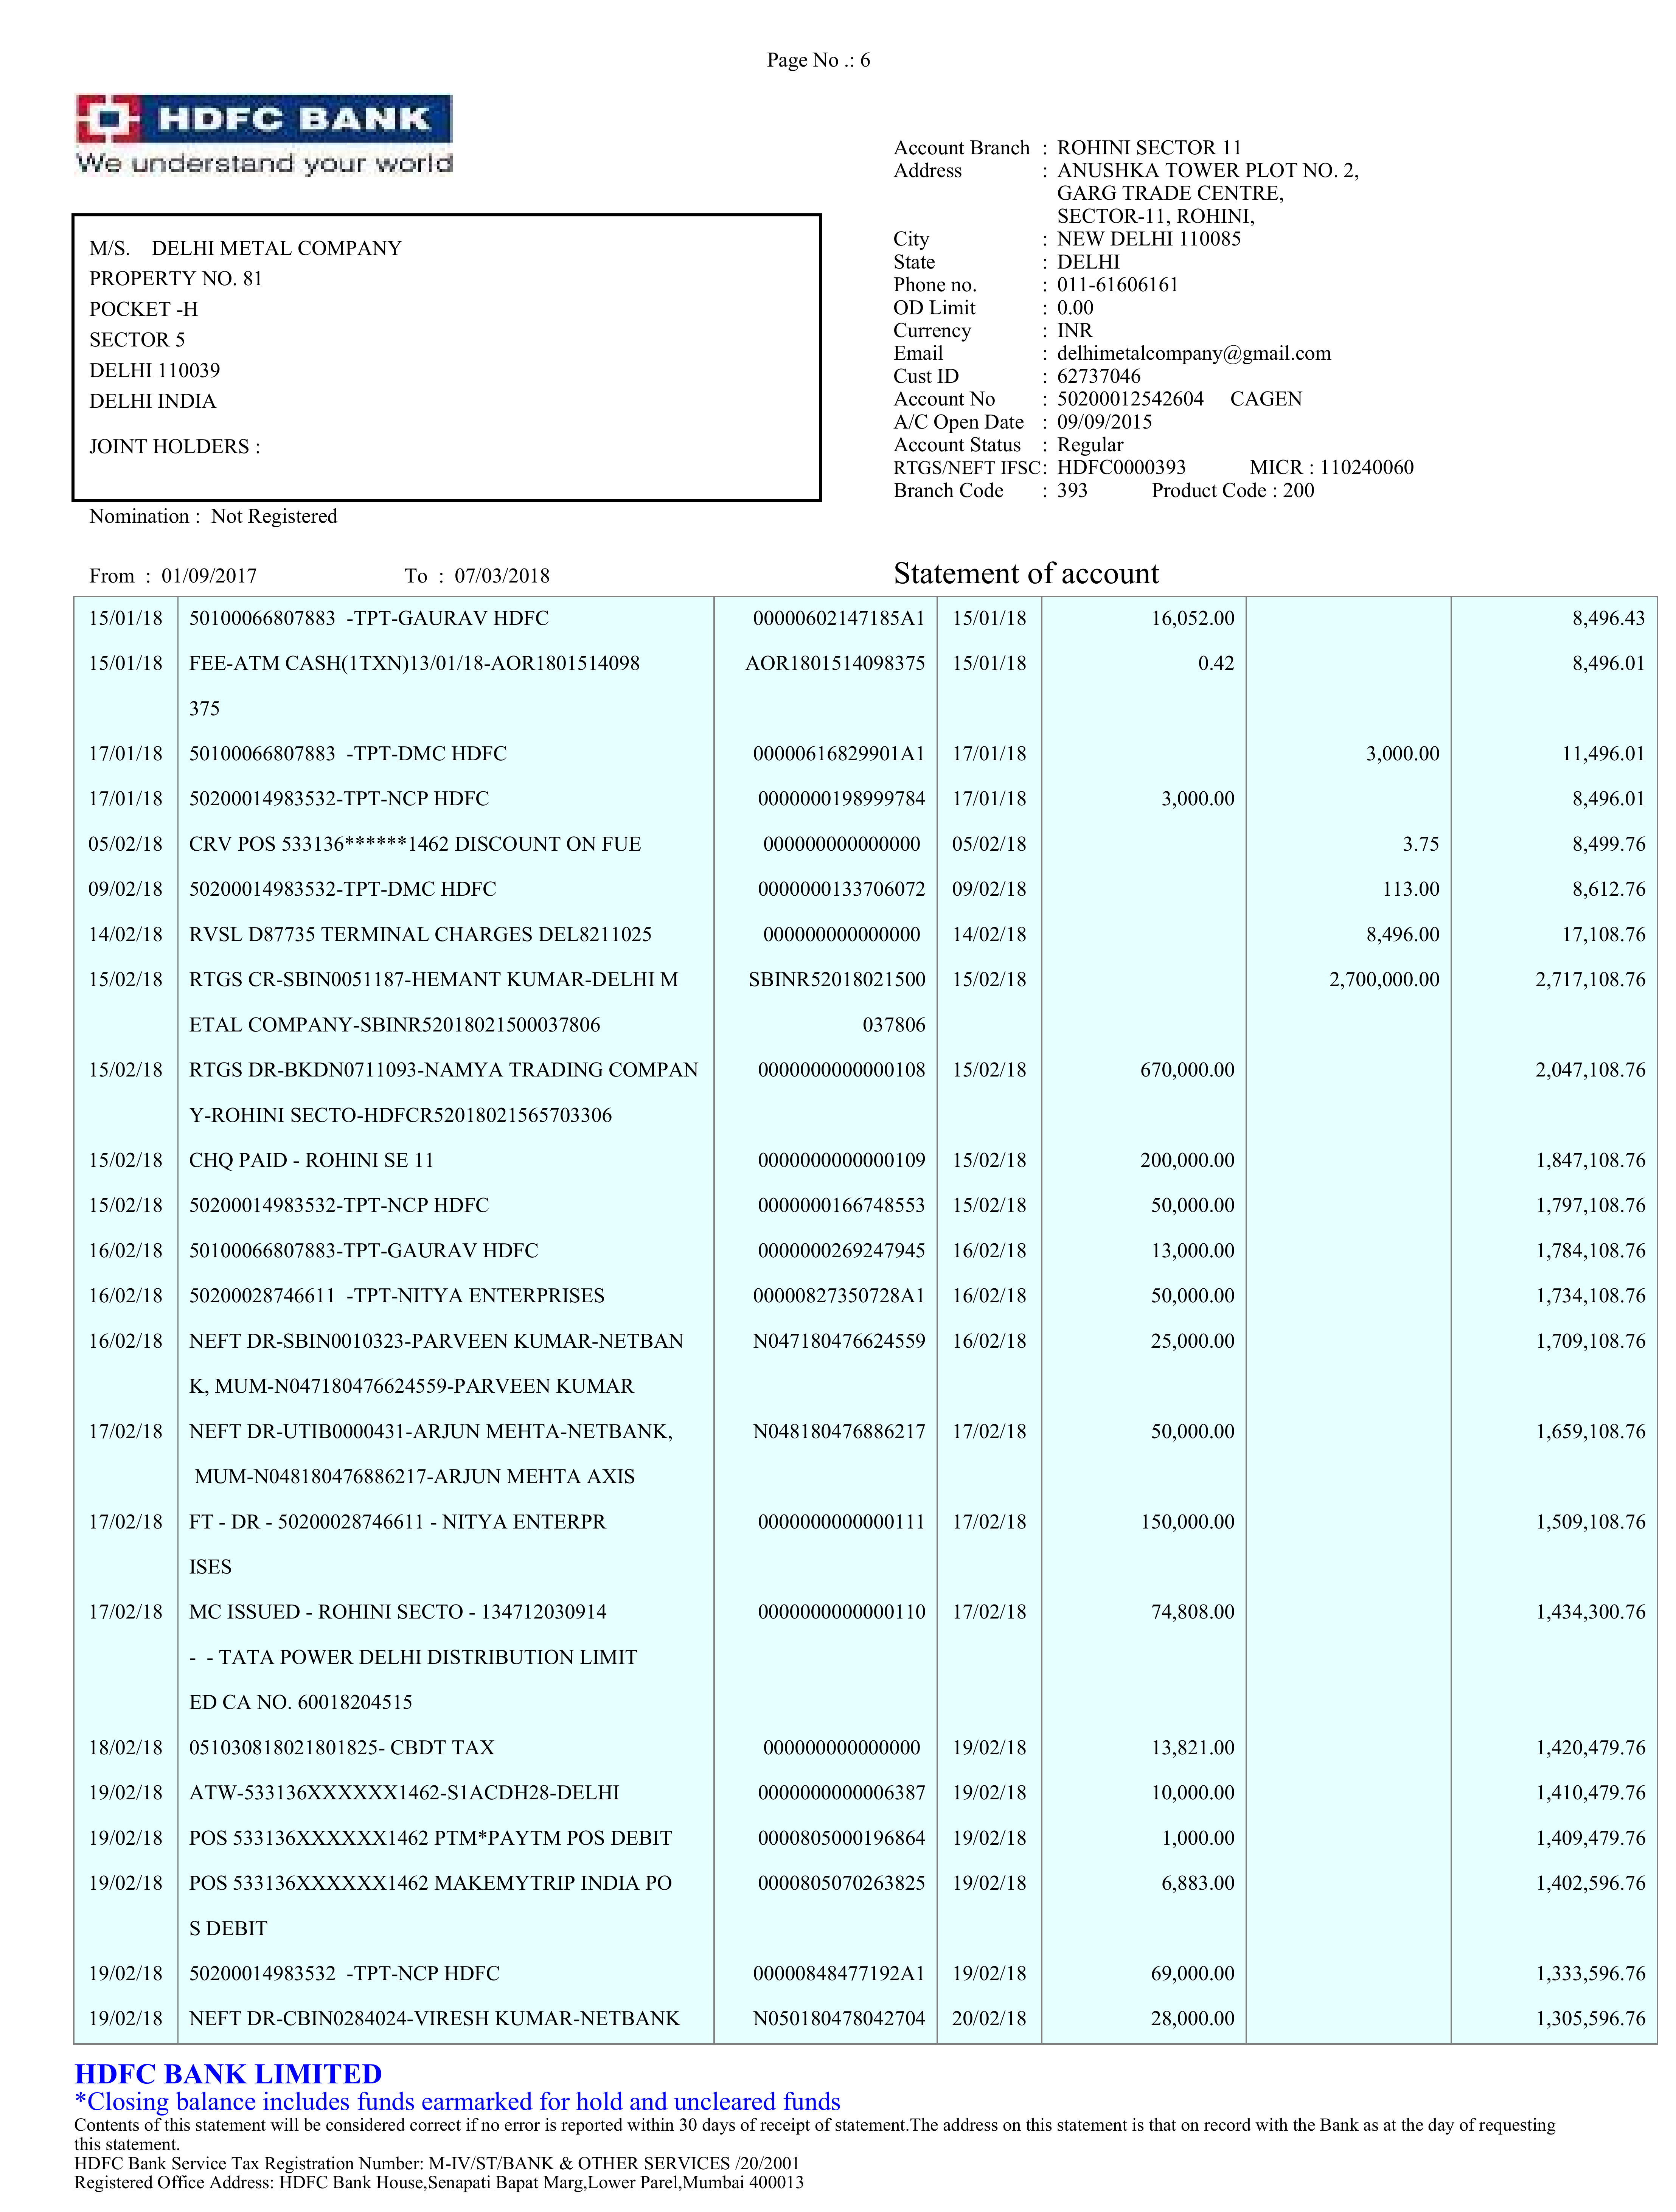 Page No .: 6
HDFC BANK
We understand your world
Account Branch : ROHINI SECTOR 11
Address : ANUSHKA TOWER PLOT NO. 2,
GARG TRADE CENTRE,
SECTOR-11, ROHINI,
City : NEW DELHI 110085
State : DELHI
Phone no. : 011-61606161
OD Limit : 0.00
Currency : INR
Email : delhimetalcompany@gmail.com
Cust ID : 62737046
Account No : 50200012542604 CAGEN
A/C Open Date : 09/09/2015
Account Status : Regular
RTGS/NEFT IFSC: HDFC0000393 MICR : 110240060
Branch Code : 393 Product Code : 200
M/S. DELHI METAL COMPANY
PROPERTY NO. 81
POCKET -H
SECTOR 5
DELHI 110039
DELHI INDIA
JOINT HOLDERS :
Nomination : Not Registered
From : 01/09/2017 To : 07/03/2018 Statement of account
15/01/18 50100066807883 -TPT-GAURAV HDFC 00000602147185A1 15/01/18 16,052.00 8,496.43
15/01/18 FEE-ATM CASH(1TXN)13/01/18-AOR1801514098 AOR1801514098375 15/01/18 0.42 8,496.01
375
17/01/18 50100066807883 -TPT-DMC HDFC 00000616829901A1 17/01/18 3,000.00 11,496.01
17/01/18 50200014983532-TPT-NCP HDFC 0000000198999784 17/01/18 3,000.00 8,496.01
05/02/18 CRV POS 533136******1462 DISCOUNT ON FUE 000000000000000 05/02/18 3.75 8,499.76
09/02/18 50200014983532-TPT-DMC HDFC 0000000133706072 09/02/18 113.00 8,612.76
14/02/18 RVSL D87735 TERMINAL CHARGES DEL8211025 000000000000000 14/02/18 8,496.00 17,108.76
15/02/18 RTGS CR-SBIN0051187-HEMANT KUMAR-DELHI M SBINR52018021500 15/02/18 2,700,000.00 2,717,108.76
ETAL COMPANY-SBINR52018021500037806 037806
15/02/18 RTGS DR-BKDN0711093-NAMYA TRADING COMPAN 0000000000000108 15/02/18 670,000.00 2,047,108.76
Y-ROHINI SECTO-HDFCR52018021565703306
15/02/18 CHQ PAID - ROHINI SE 11 0000000000000109 15/02/18 200,000.00 1,847,108.76
15/02/18 50200014983532-TPT-NCP HDFC 0000000166748553 15/02/18 50,000.00 1,797,108.76
16/02/18 50100066807883-TPT-GAURAV HDFC 0000000269247945 16/02/18 13,000.00 1,784,108.76
16/02/18 50200028746611 -TPT-NITYA ENTERPRISES 00000827350728A1 16/02/18 50,000.00 1,734,108.76
16/02/18 NEFT DR-SBIN0010323-PARVEEN KUMAR-NETBAN N047180476624559 16/02/18 25,000.00 1,709,108.76
K, MUM-N047180476624559-PARVEEN KUMAR
17/02/18 NEFT DR-UTIB0000431-ARJUN MEHTA-NETBANK, N048180476886217 17/02/18 50,000.00 1,659,108.76
MUM-N048180476886217-ARJUN MEHTA AXIS
17/02/18 FT - DR - 50200028746611 - NITYA ENTERPR 0000000000000111 17/02/18 150,000.00 1,509,108.76
ISES
17/02/18 MC ISSUED - ROHINI SECTO - 134712030914 0000000000000110 17/02/18 74,808.00 1,434,300.76
- - TATA POWER DELHI DISTRIBUTION LIMIT
ED CA NO. 60018204515
18/02/18 051030818021801825- CBDT TAX 000000000000000 19/02/18 13,821.00 1,420,479.76
19/02/18 ATW-533136XXXXXX1462-S1ACDH28-DELHI 0000000000006387 19/02/18 10,000.00 1,410,479.76
19/02/18 POS 533136XXXXXX1462 PTM*PAYTM POS DEBIT 0000805000196864 19/02/18 1,000.00 1,409,479.76
19/02/18 POS 533136XXXXXX1462 MAKEMYTRIP INDIA PO 0000805070263825 19/02/18 6,883.00 1,402,596.76
S DEBIT
19/02/18 50200014983532 -TPT-NCP HDFC 00000848477192A1 19/02/18 69,000.00 1,333,596.76
19/02/18 NEFT DR-CBIN0284024-VIRESH KUMAR-NETBANK N050180478042704 20/02/18 28,000.00 1,305,596.76
HDFC BANK LIMITED
*Closing balance includes funds earmarked for hold and uncleared funds
Contents of this statement will be considered correct if no error is reported within 30 days of receipt of statement.The address on this statement is that on record with the Bank as at the day of requesting
this statement.
HDFC Bank Service Tax Registration Number: M-IV/ST/BANK & OTHER SERVICES /20/2001
Registered Office Address: HDFC Bank House,Senapati Bapat Marg,Lower Parel,Mumbai 400013